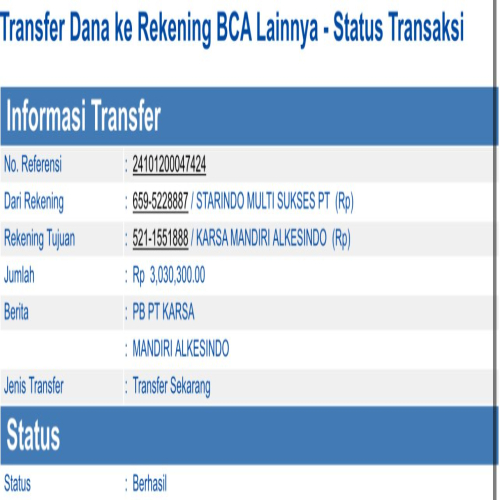 Transfer Dana ke Rekening BCA Lainnya - Status Transaksi
Informasi Transfer
No. Referensi : 24101200047424
Dari Rekening : 659-5228887 / STARINDO MULTI SUKSES PT (Rp)
Rekening Tujuan : 521-1551888 / KARSA MANDIRI ALKESINDO (Rp)
Jumlah : Rp 3,030,300.00
Berita : PB PT KARSA
: MANDIRI ALKESINDO
Jenis Transfer : Transfer Sekarang
Status
Status : Berhasil